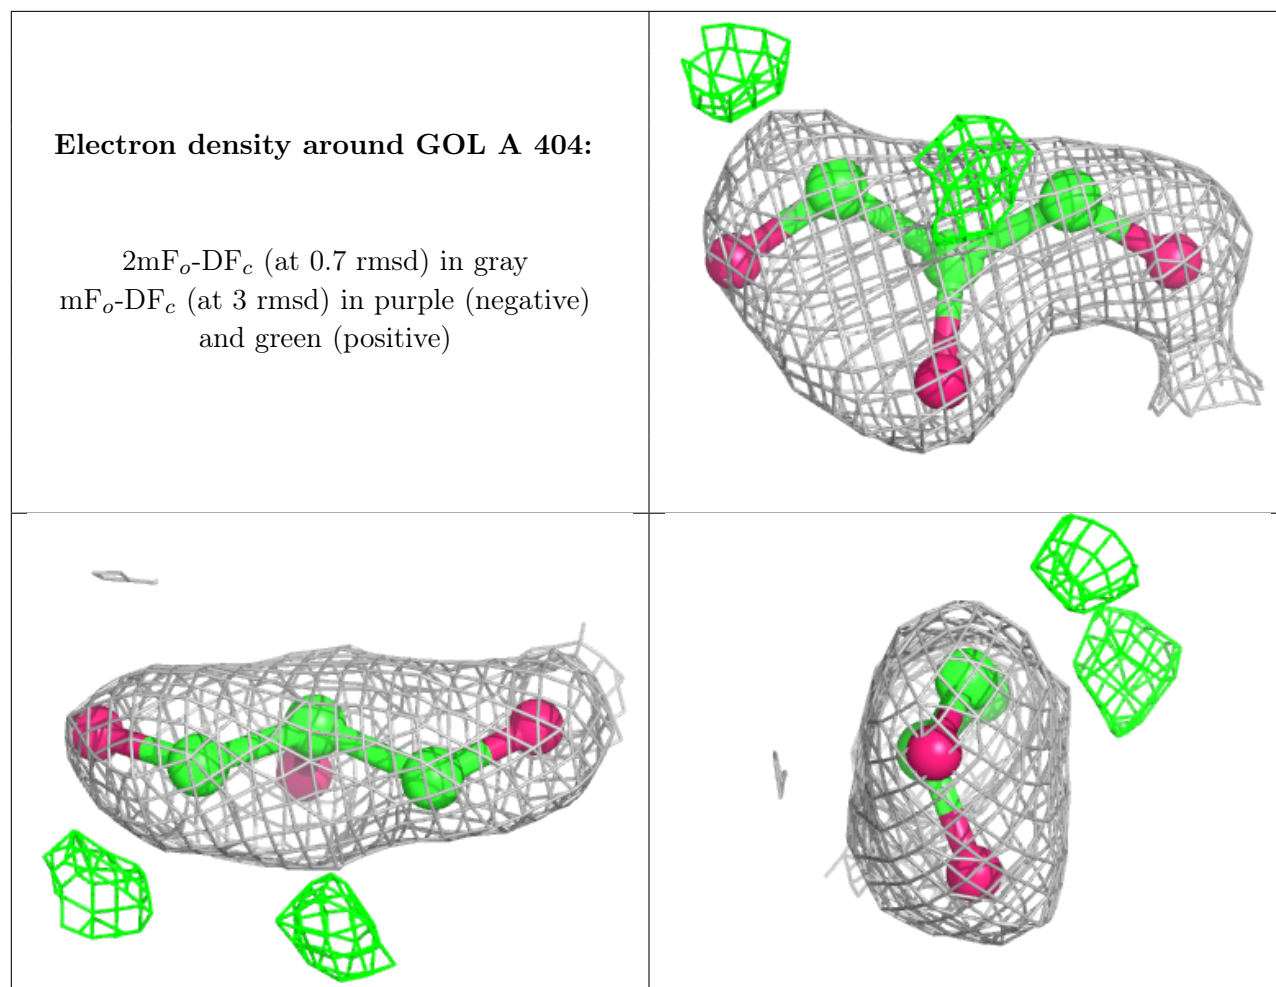 Electron density around GOL A 404:
2mFo-DFc (at 0.7 rmsd) in gray
mFo-DFc (at 3 rmsd) in purple (negative)
and green (positive)